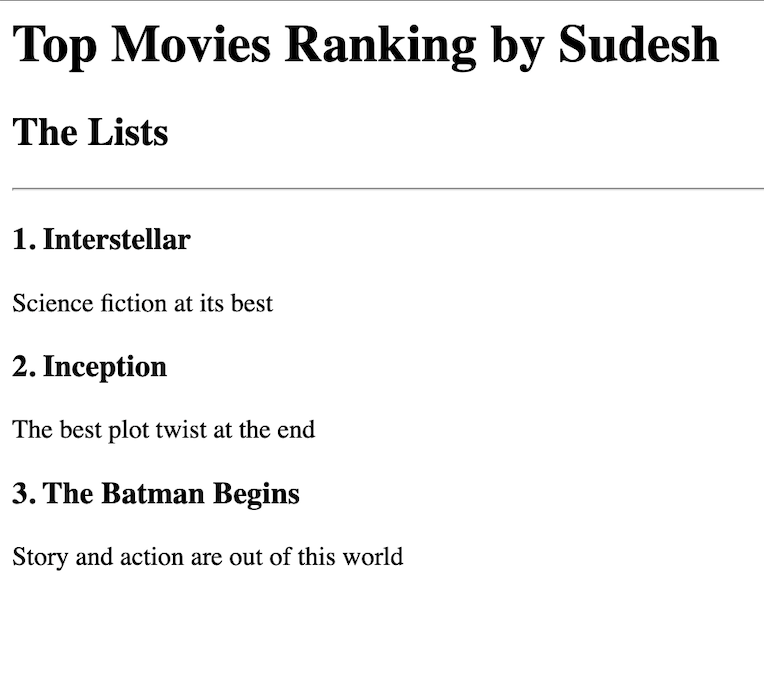 Top Movies Ranking by Sudesh
The Lists
1. Interstellar
Science fiction at its best
2. Inception
The best plot twist at the end
3. The Batman Begins
Story and action are out of this world